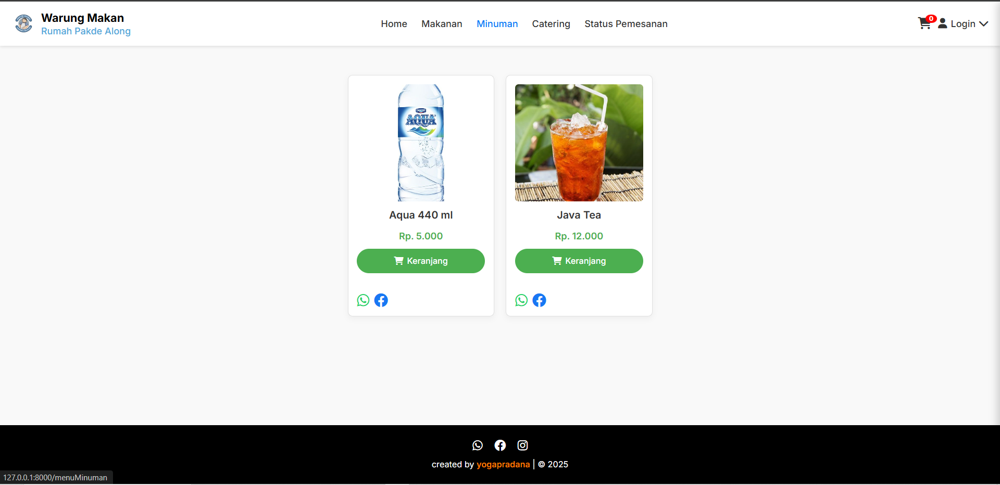 Warung Makan
Rumah Pakde Along
Home Makanan Minuman Catering Status Pemesanan
0 Login
DANONE
AQUA
Aqua 440 ml
Rp. 5.000
Keranjang
Java Tea
Rp. 12.000
Keranjang
created by yogapradana | © 2025
127.0.0.1:8000/menuMinuman